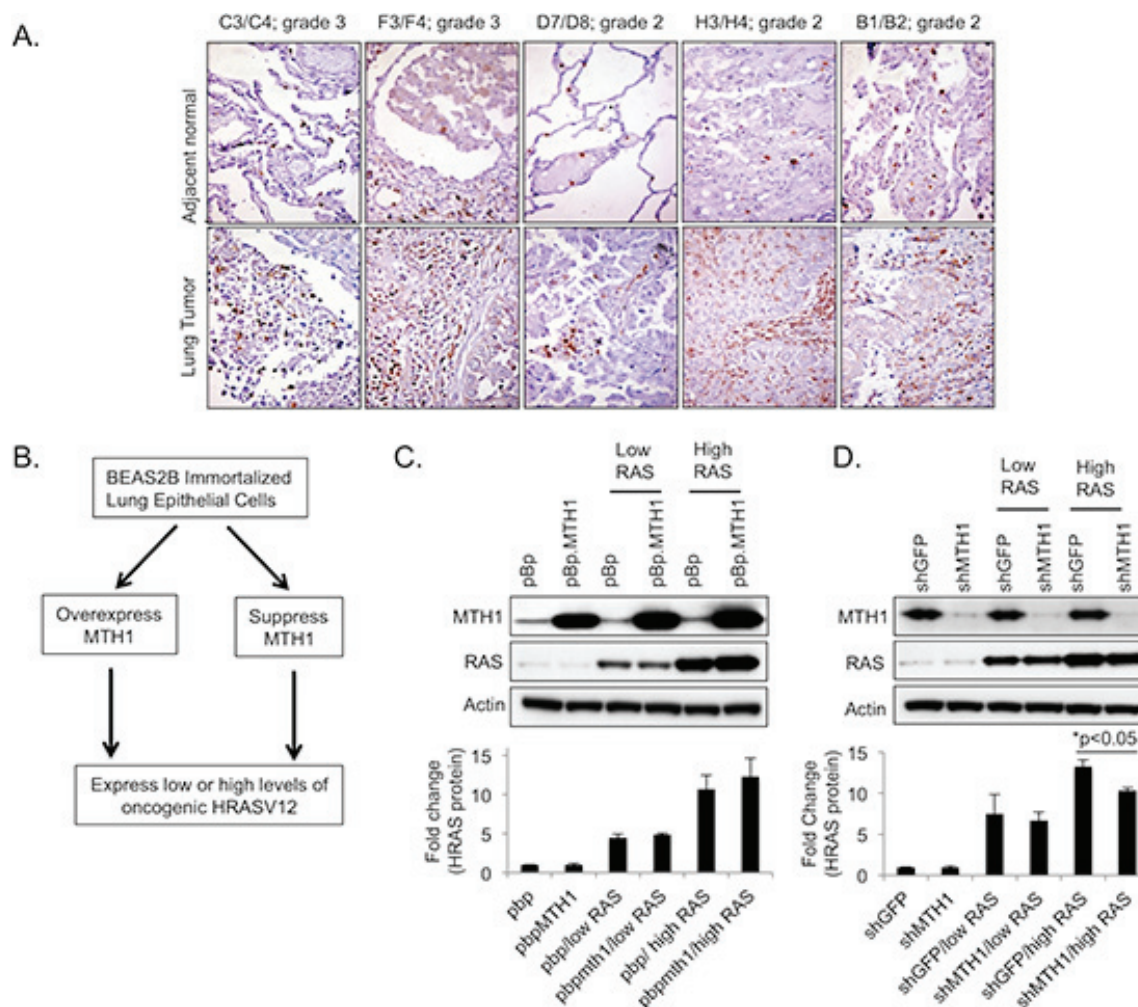 A.
C3/C4; grade 3
F3/F4; grade 3
D7/D8; grade 2
H3/H4; grade 2
B1/B2; grade 2
Adjacent normal
Lung Tumor
B.
BEAS2B Immortalized
Lung Epithelial Cells
Overexpress
MTH1
Suppress
MTH1
Express low or high levels of
oncogenic HRASV12
C.
Low
RAS
High
RAS
pBp
pBp.MTH1
pBp
pBp.MTH1
pBp
pBp.MTH1
MTH1
RAS
Actin
Fold change
(HRAS protein)
15
10
5
0
pbp
pbpMTH1
pbp/low RAS
pbpmth1/low RAS
pbp/ high RAS
pbpmth1/high RAS
D.
Low
RAS
High
RAS
shGFP
shMTH1
shGFP
shMTH1
shGFP
shMTH1
MTH1
RAS
Actin
*p<0.05
Fold Change
(HRAS protein)
15
10
5
0
shGFP
shMTH1
shGFP/low RAS
shMTH1/low RAS
shGFP/high RAS
shMTH1/high RAS